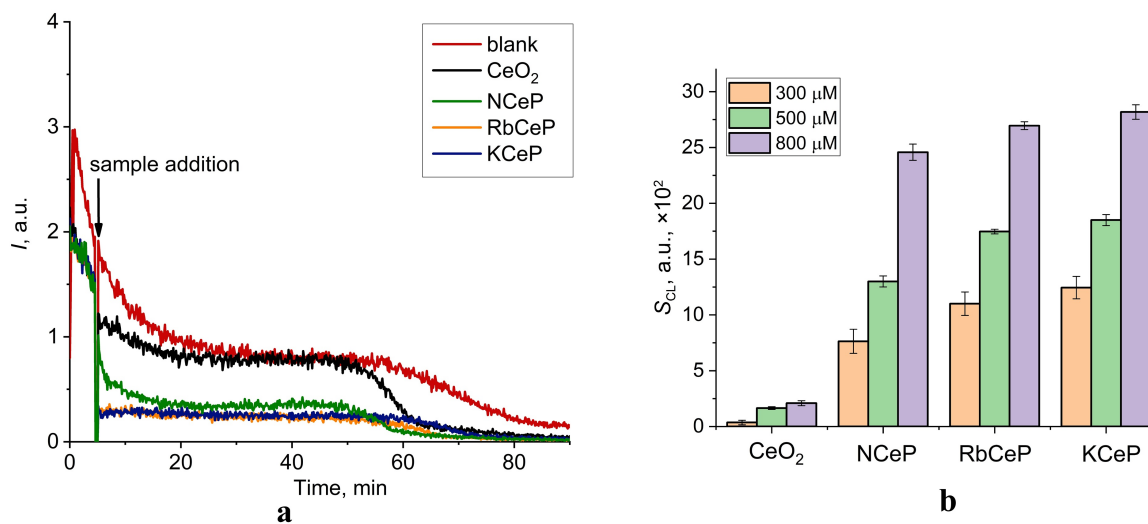 4
3
2
1
0
I, a.u.
0
20
40
60
80
Time, min
sample addition
blank
CeO₂
NCeP
RbCeP
KCeP
a
30
25
20
15
10
5
0
S_CL, a.u., ×10²
300 μM
500 μM
800 μM
CeO₂
NCeP
RbCeP
KCeP
b